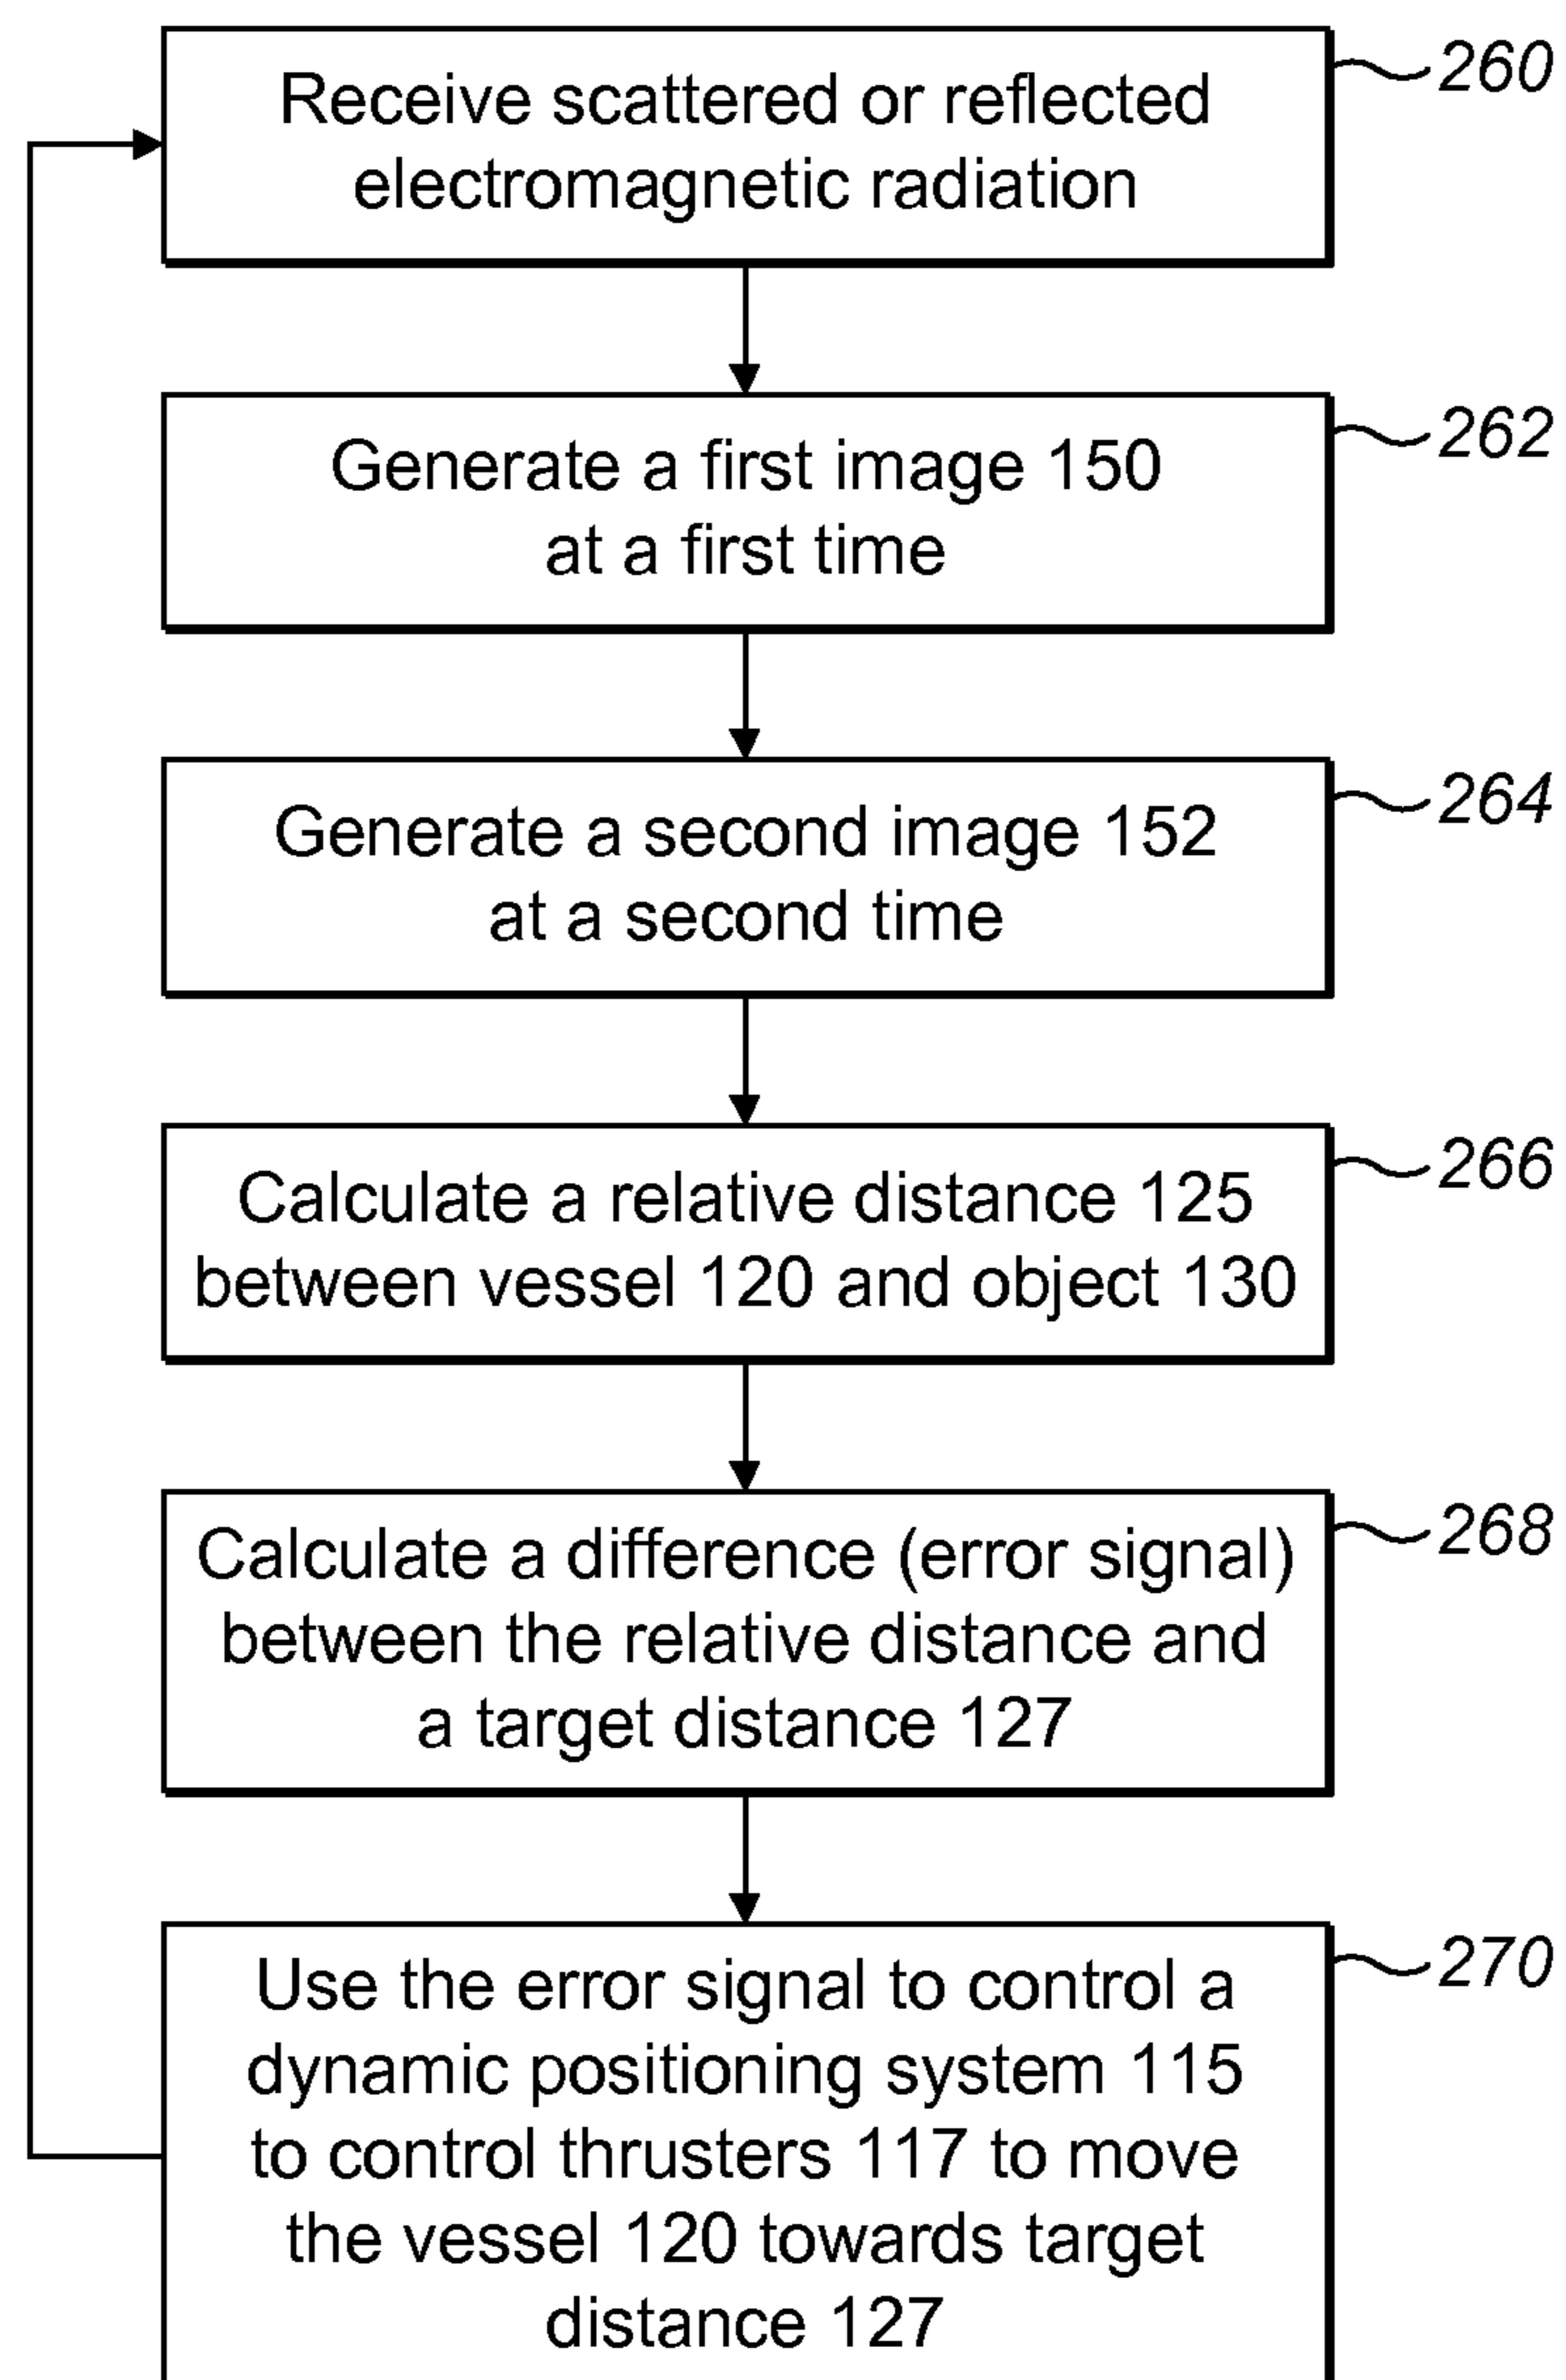 Receive scattered or reflected
electromagnetic radiation
260
Generate a first image 150
at a first time
262
Generate a second image 152
at a second time
264
Calculate a relative distance 125
between vessel 120 and object 130
266
Calculate a difference (error signal)
between the relative distance and
a target distance 127
268
Use the error signal to control a
dynamic positioning system 115
to control thrusters 117 to move
the vessel 120 towards target
distance 127
270